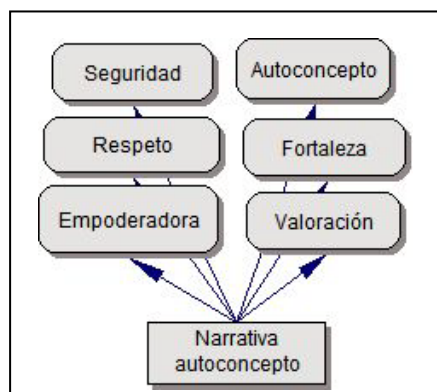 Seguridad
Autoconcepto
Respeto
Fortaleza
Empoderadora
Valoración
Narrativa
autoconcepto